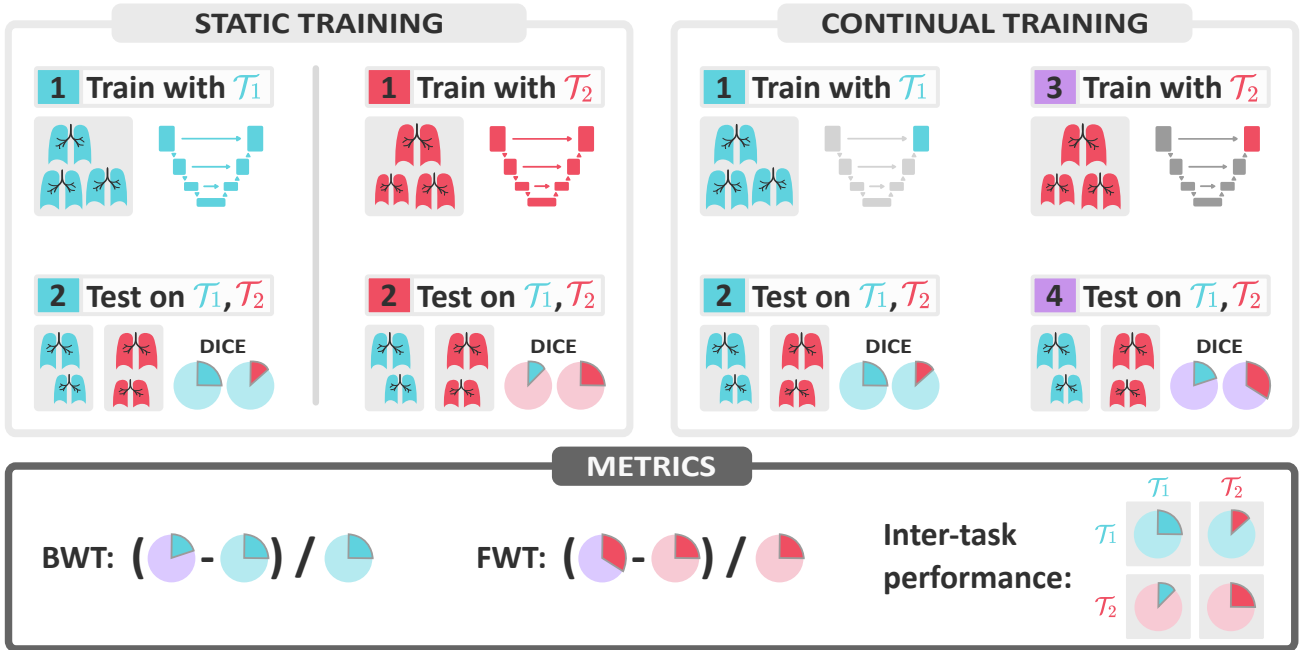 STATIC TRAINING
1 Train with 𝒯1
1 Train with 𝒯2
2 Test on 𝒯1, 𝒯2
DICE
2 Test on 𝒯1, 𝒯2
DICE
CONTINUAL TRAINING
1 Train with 𝒯1
3 Train with 𝒯2
2 Test on 𝒯1, 𝒯2
DICE
4 Test on 𝒯1, 𝒯2
DICE
METRICS
BWT: ( - ) /
FWT: ( - ) /
Inter-task
performance:
𝒯1 𝒯2
𝒯1
𝒯2